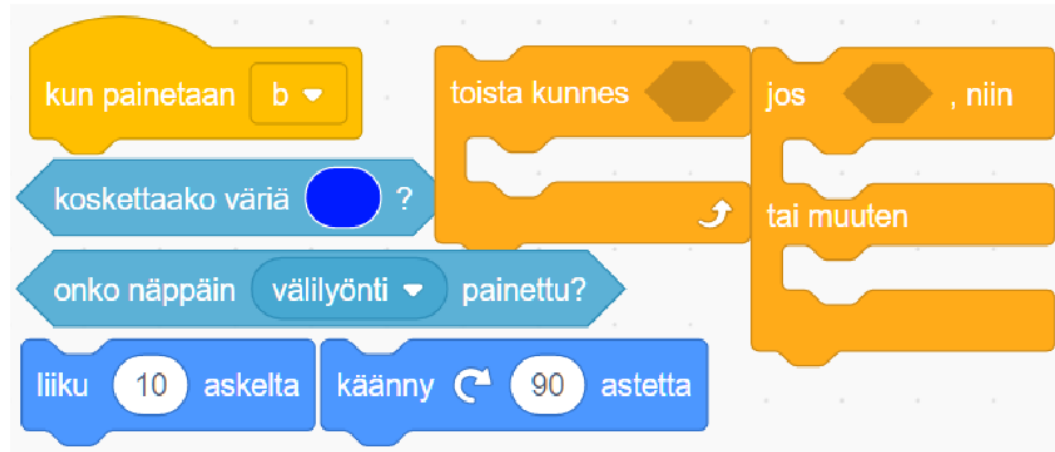 kun painetaan b
toista kunnes
jos , niin
koskettaako väriä ?
tai muuten
onko näppäin välilyönti painettu?
liiku 10 askelta
käänny 90 astetta